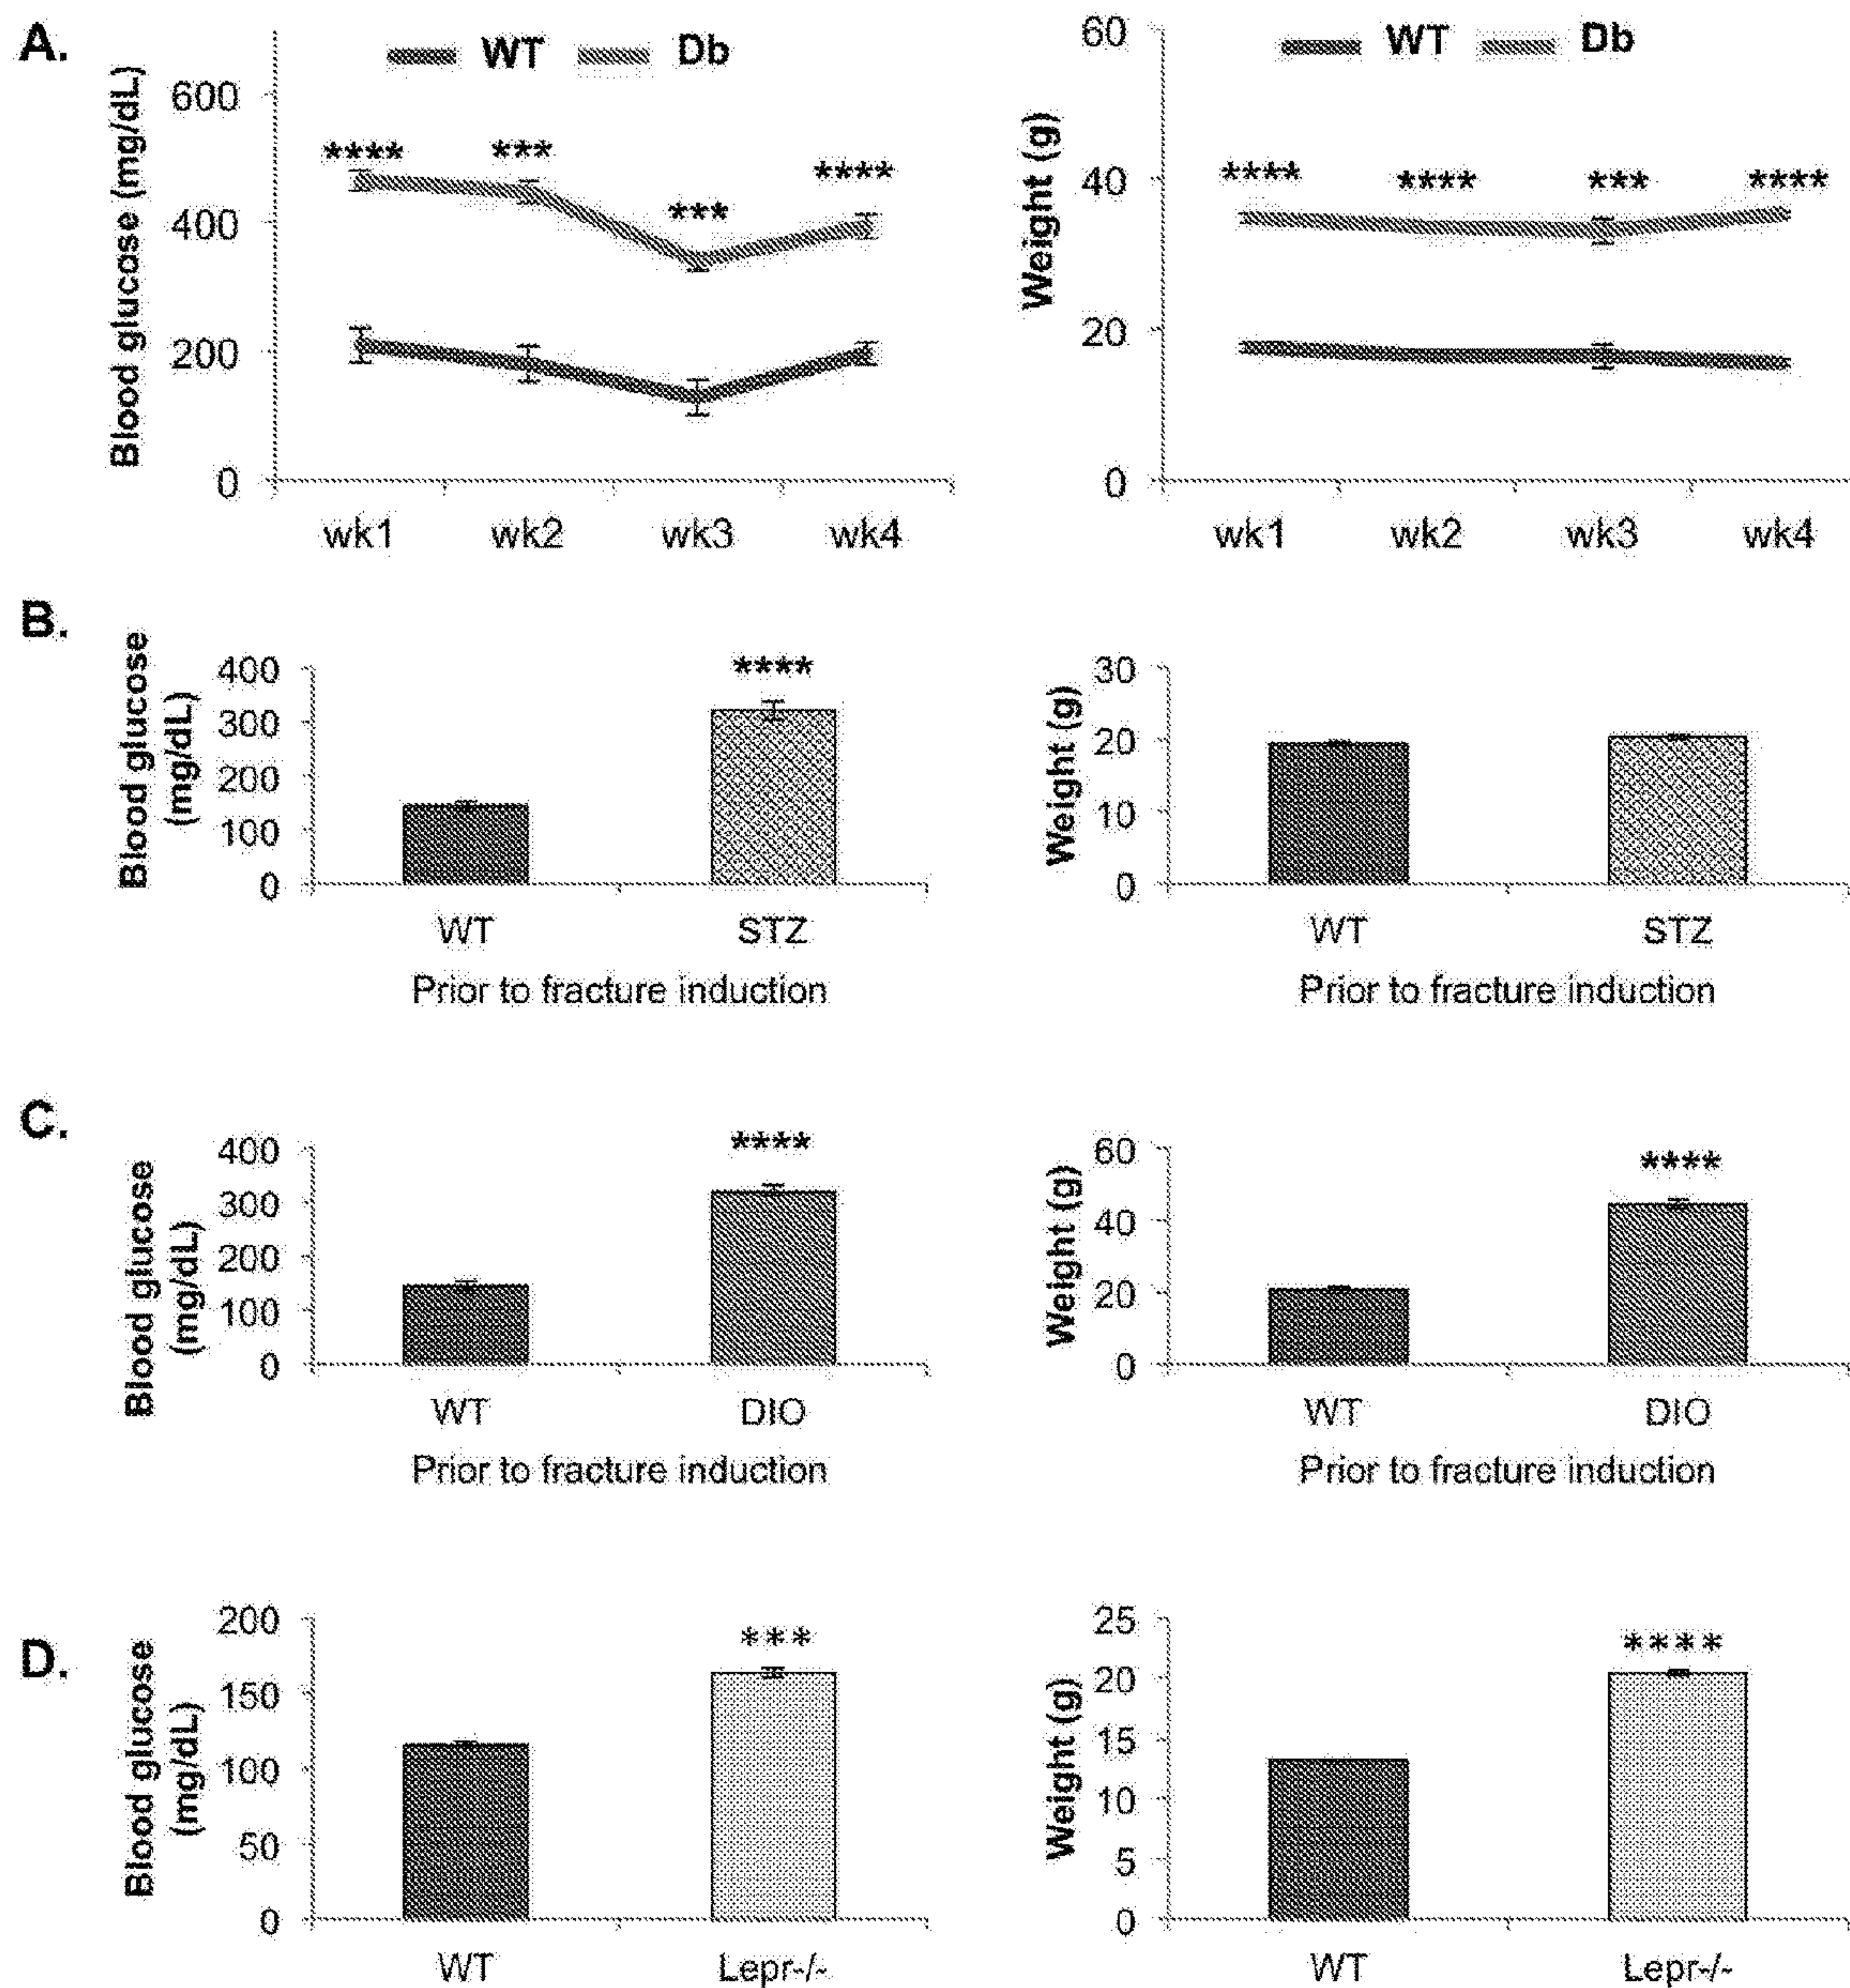 A.
WT Db
Blood glucose (mg/dL)
600
400
200
0
**** *** *** ****
wk1 wk2 wk3 wk4
WT Db
Weight (g)
60
40
20
0
**** **** *** ****
wk1 wk2 wk3 wk4
B.
Blood glucose
(mg/dL)
400
300
200
100
0
****
WT STZ
Prior to fracture induction
Weight (g)
30
20
10
0
WT STZ
Prior to fracture induction
C.
Blood glucose
(mg/dL)
400
300
200
100
0
****
WT DIO
Prior to fracture induction
Weight (g)
60
40
20
0
****
WT DIO
Prior to fracture induction
D.
Blood glucose
(mg/dL)
200
150
100
50
0
***
WT Lepr-/-
Weight (g)
25
20
15
10
5
0
****
WT Lepr-/-